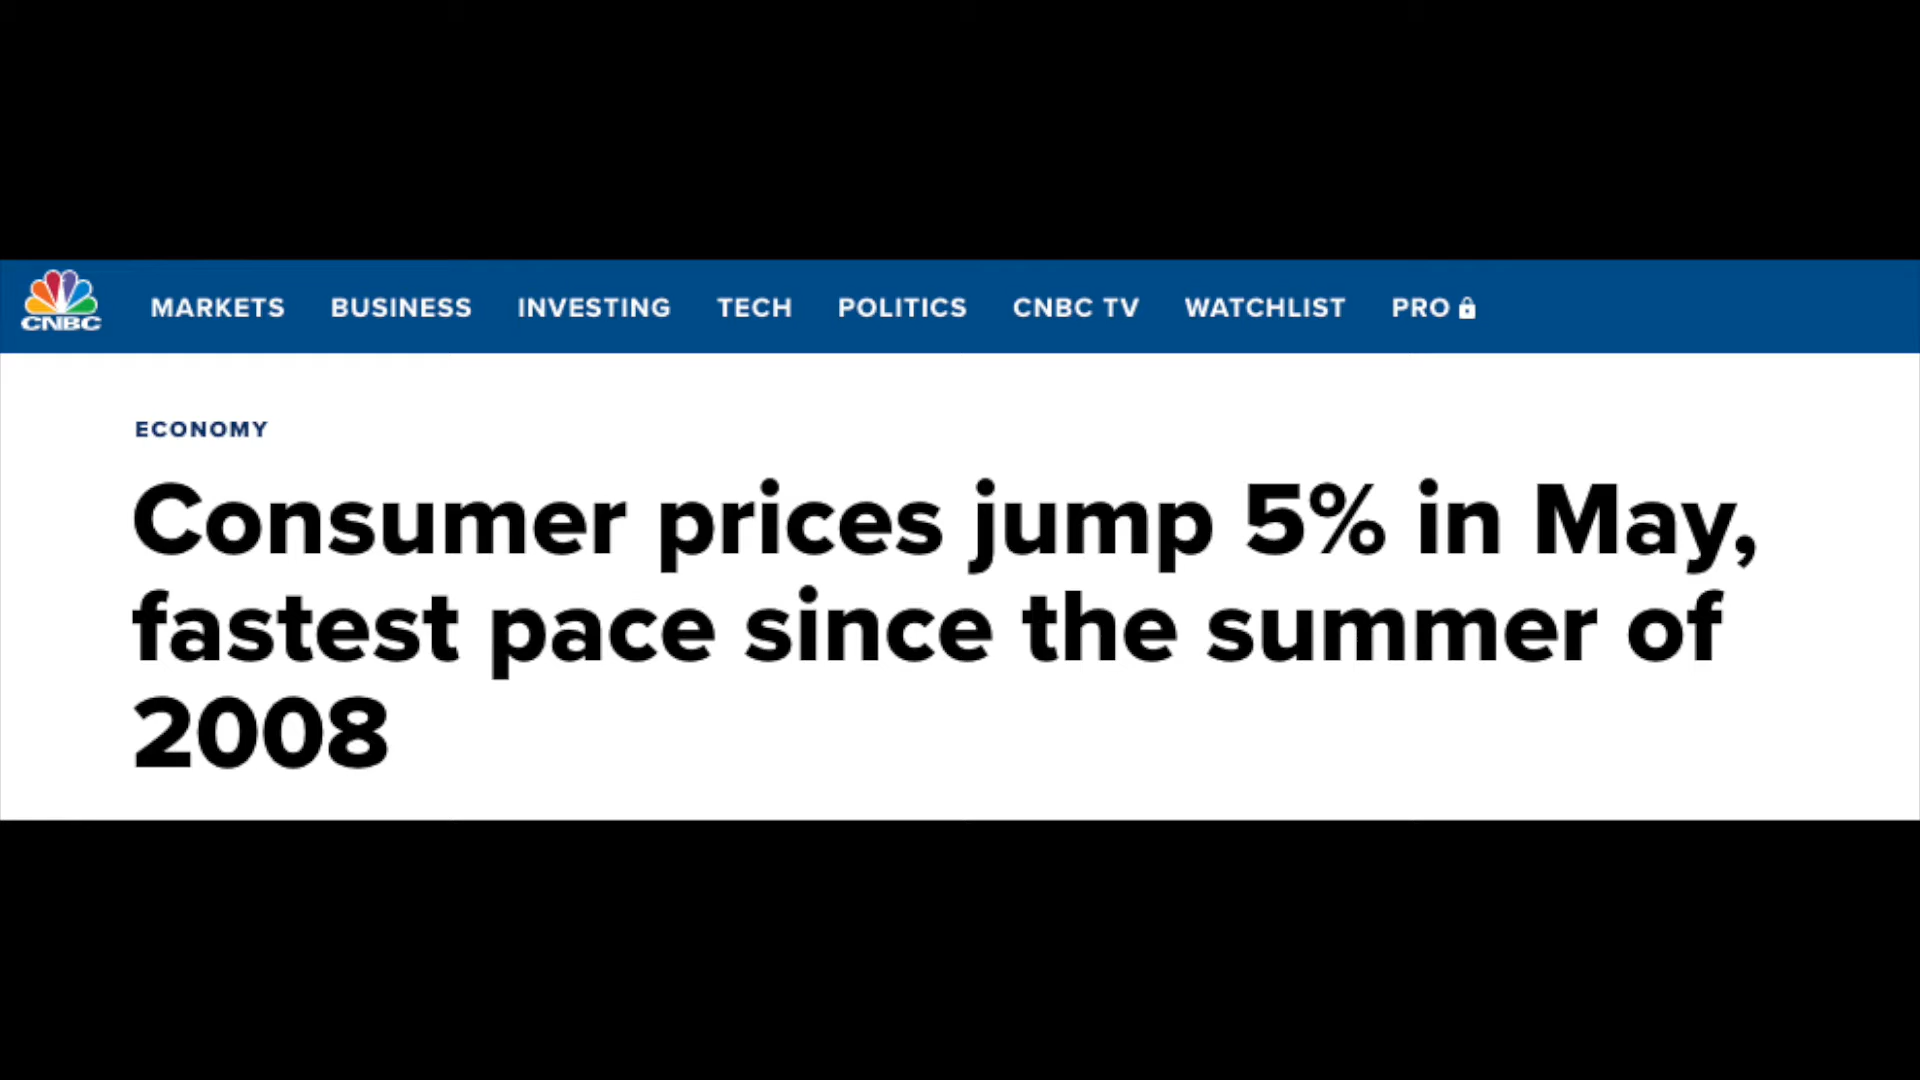 CNBC MARKETS BUSINESS INVESTING TECH POLITICS CNBC TV WATCHLIST PRO
ECONOMY
Consumer prices jump 5% in May,
fastest pace since the summer of
2008